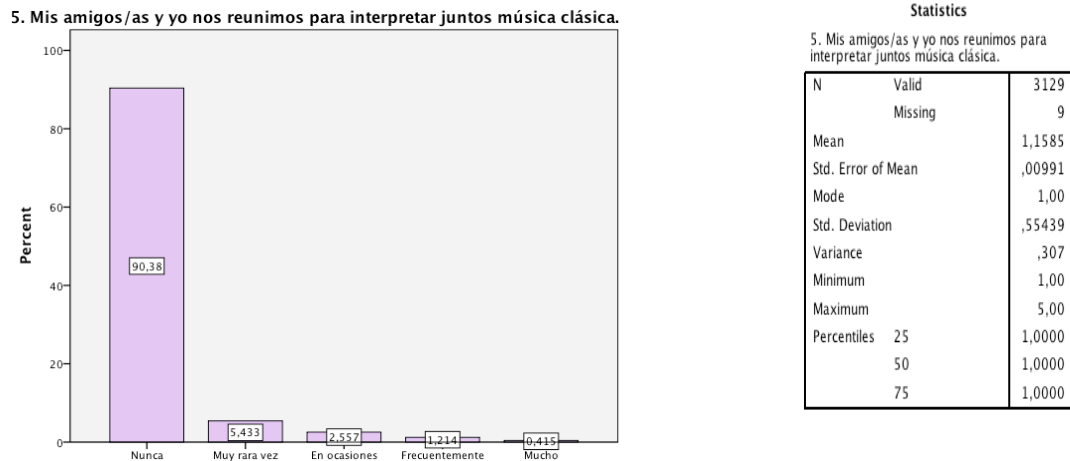 5. Mis amigos/as y yo nos reunimos para interpretar juntos música clásica.
Percent
100
80
60
40
20
0
90,38
5,433
2,557
1,214
0,415
Nunca
Muy rara vez
En ocasiones
Frecuentemente
Mucho
Statistics
5. Mis amigos/as y yo nos reunimos para
interpretar juntos música clásica.
N Valid 3129
Missing 9
Mean 1,1585
Std. Error of Mean ,00991
Mode 1,00
Std. Deviation ,55439
Variance ,307
Minimum 1,00
Maximum 5,00
Percentiles 25 1,0000
50 1,0000
75 1,0000